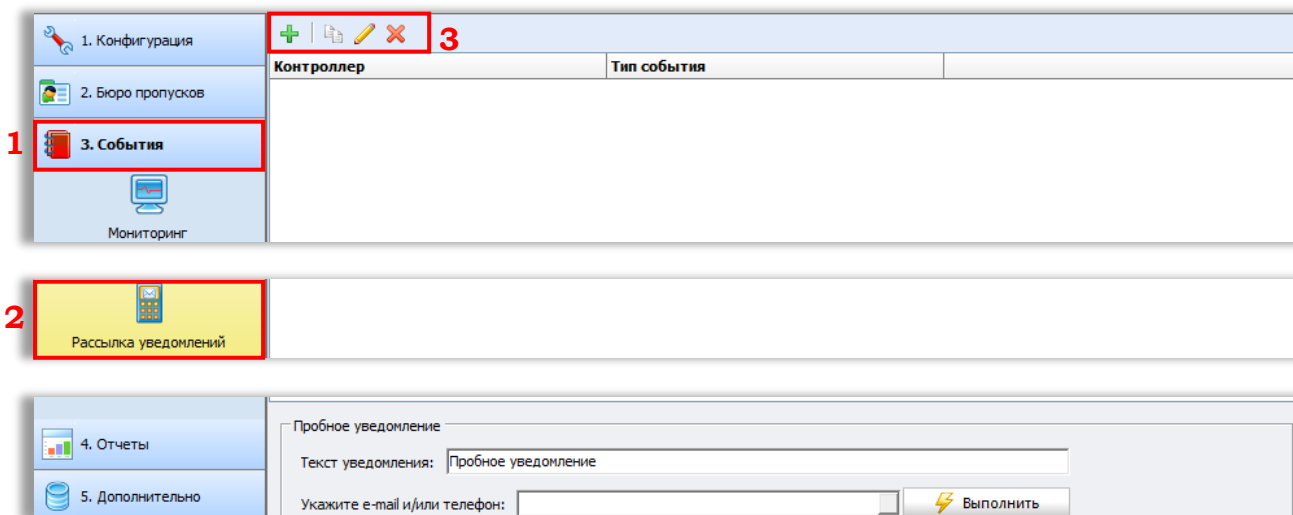 1. Конфигурация
3
Контроллер Тип события
2. Бюро пропусков
1 3. События
Мониторинг
2 Рассылка уведомлений
Пробное уведомление
4. Отчеты
Текст уведомления: Пробное уведомление
5. Дополнительно
Укажите e-mail и/или телефон: Выполнить